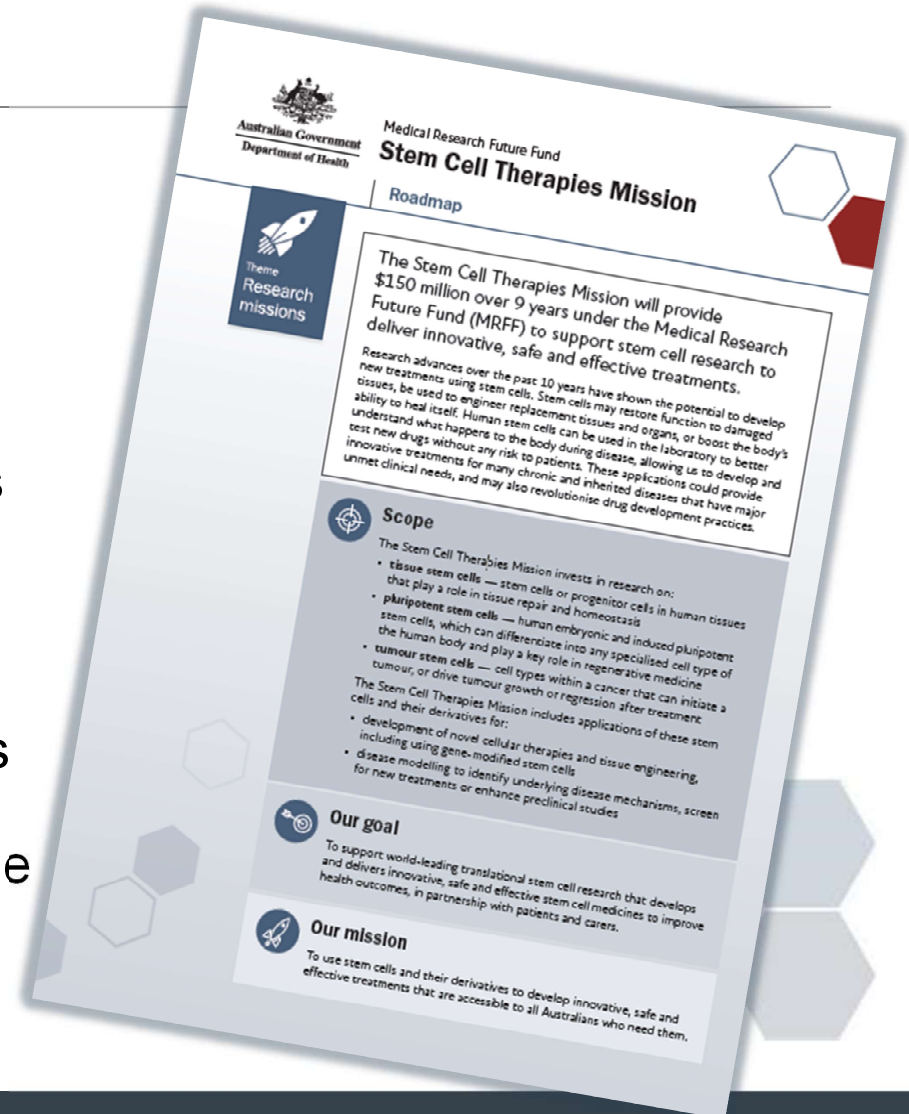 s
s
e
Australian Government
Department of Health
Medical Research Future Fund
Stem Cell Therapies Mission
Roadmap
Theme
Research
missions
The Stem Cell Therapies Mission will provide
$150 million over 9 years under the Medical Research
Future Fund (MRFF) to support stem cell research to
deliver innovative, safe and effective treatments.
Research advances over the past 10 years have shown the potential to develop
new treatments using stem cells. Stem cells may restore function to damaged
tissues, be used to engineer replacement tissues and organs, or boost the body's
ability to heal itself. Human stem cells can be used in the laboratory to better
understand what happens to the body during disease, allowing us to develop and
test new drugs without any risk to patients. These applications could provide
innovative treatments for many chronic and inherited diseases that have major
unmet clinical needs, and may also revolutionise drug development practices.
Scope
The Stem Cell Therapies Mission invests in research on:
• tissue stem cells — stem cells or progenitor cells in human tissues
that play a role in tissue repair and homeostasis
• pluripotent stem cells — human embryonic and induced pluripotent
stem cells, which can differentiate into any specialised cell type of
the human body and play a key role in regenerative medicine
• tumour stem cells — cell types within a cancer that can initiate a
tumour, or drive tumour growth or regression after treatment
The Stem Cell Therapies Mission includes applications of these stem
cells and their derivatives for:
• development of novel cellular therapies and tissue engineering,
including using gene-modified stem cells
• disease modelling to identify underlying disease mechanisms, screen
for new treatments or enhance preclinical studies
Our goal
To support world-leading translational stem cell research that develops
and delivers innovative, safe and effective stem cell medicines to improve
health outcomes, in partnership with patients and carers.
Our mission
To use stem cells and their derivatives to develop innovative, safe and
effective treatments that are accessible to all Australians who need them.